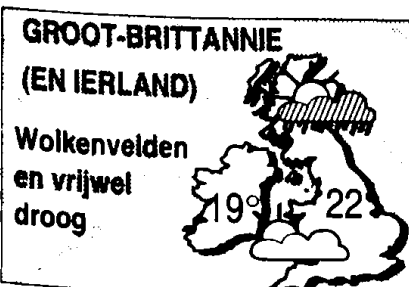 GROOT-BRITTANNIE
(EN IERLAND)
Wolkenvelden
en vrijwel
droog
19°
22